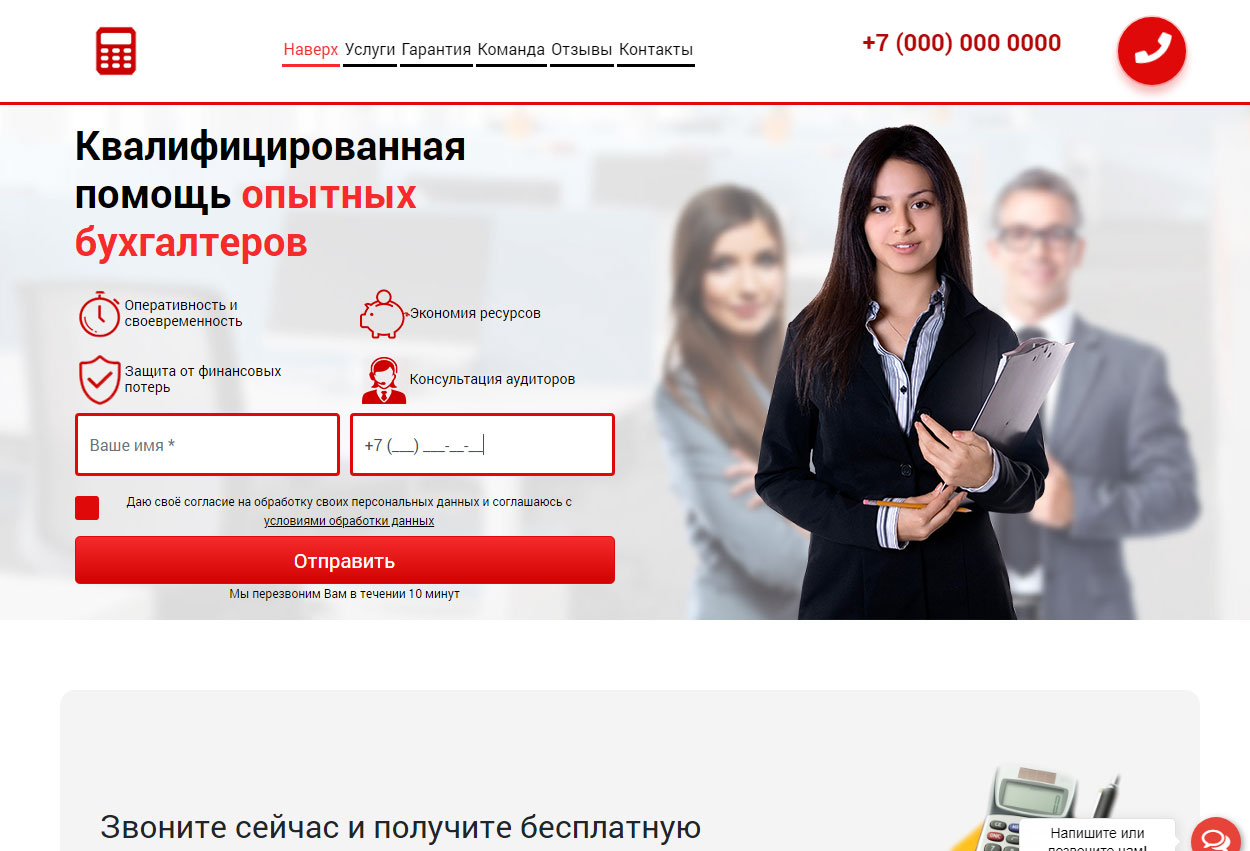 Наверх Услуги Гарантия Команда Отзывы Контакты
+7 (000) 000 0000
Квалифицированная
помощь опытных
бухгалтеров
Оперативность и
своевременность
Экономия ресурсов
Защита от финансовых
потерь
Консультация аудиторов
Ваше имя *
+7 (___) ___-__-__
Даю своё согласие на обработку своих персональных данных и соглашаюсь с
условиями обработки данных
Отправить
Мы перезвоним Вам в течении 10 минут
Звоните сейчас и получите бесплатную
Напишите или
позвоните нам!